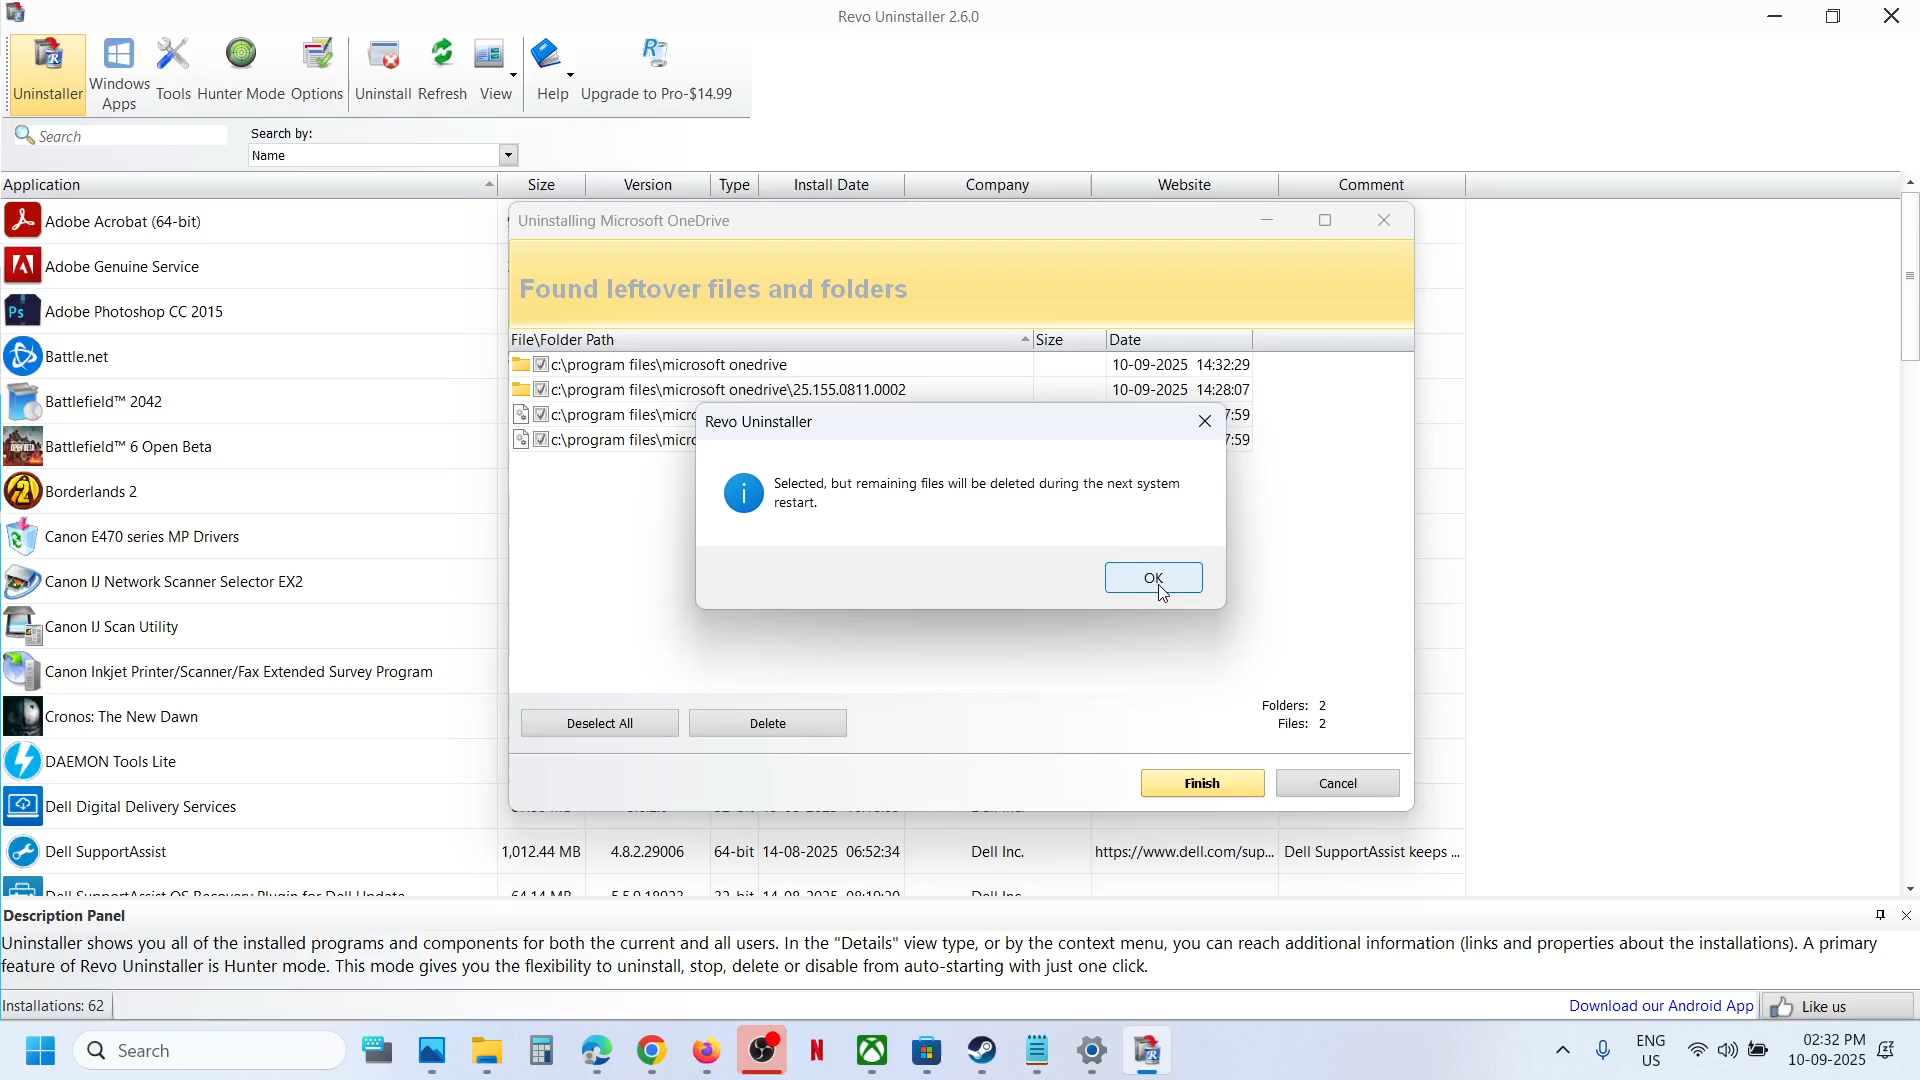 Revo Uninstaller 2.6.0
Uninstaller
Windows
Apps
Tools
Hunter Mode
Options
Uninstall
Refresh
View
Help
Upgrade to Pro-$14.99
Search
Search by:
Name
Application
Size
Version
Type
Install Date
Company
Website
Comment
Adobe Acrobat (64-bit)
Adobe Genuine Service
Adobe Photoshop CC 2015
Battle.net
Battlefield™ 2042
Battlefield™ 6 Open Beta
Borderlands 2
Canon E470 series MP Drivers
Canon IJ Network Scanner Selector EX2
Canon IJ Scan Utility
Canon Inkjet Printer/Scanner/Fax Extended Survey Program
Cronos: The New Dawn
DAEMON Tools Lite
Dell Digital Delivery Services
Dell SupportAssist 1,012.44 MB 4.8.2.29006 64-bit 14-08-2025 06:52:34 Dell Inc. https://www.dell.com/sup... Dell SupportAssist keeps ...
Dell SupportAssist OS Recovery Plugin for Dell Update
Uninstalling Microsoft OneDrive
Found leftover files and folders
File\Folder Path Size Date
c:\program files\microsoft onedrive 10-09-2025 14:32:29
c:\program files\microsoft onedrive\25.155.0811.0002 10-09-2025 14:28:07
c:\program files\micro 7:59
c:\program files\micro 7:59
Revo Uninstaller
Selected, but remaining files will be deleted during the next system
restart.
OK
Deselect All
Delete
Folders: 2
Files: 2
Finish
Cancel
Description Panel
Uninstaller shows you all of the installed programs and components for both the current and all users. In the "Details" view type, or by the context menu, you can reach additional information (links and properties about the installations). A primary
feature of Revo Uninstaller is Hunter mode. This mode gives you the flexibility to uninstall, stop, delete or disable from auto-starting with just one click.
Installations: 62
Download our Android App
Like us
Search
ENG
US
02:32 PM
10-09-2025